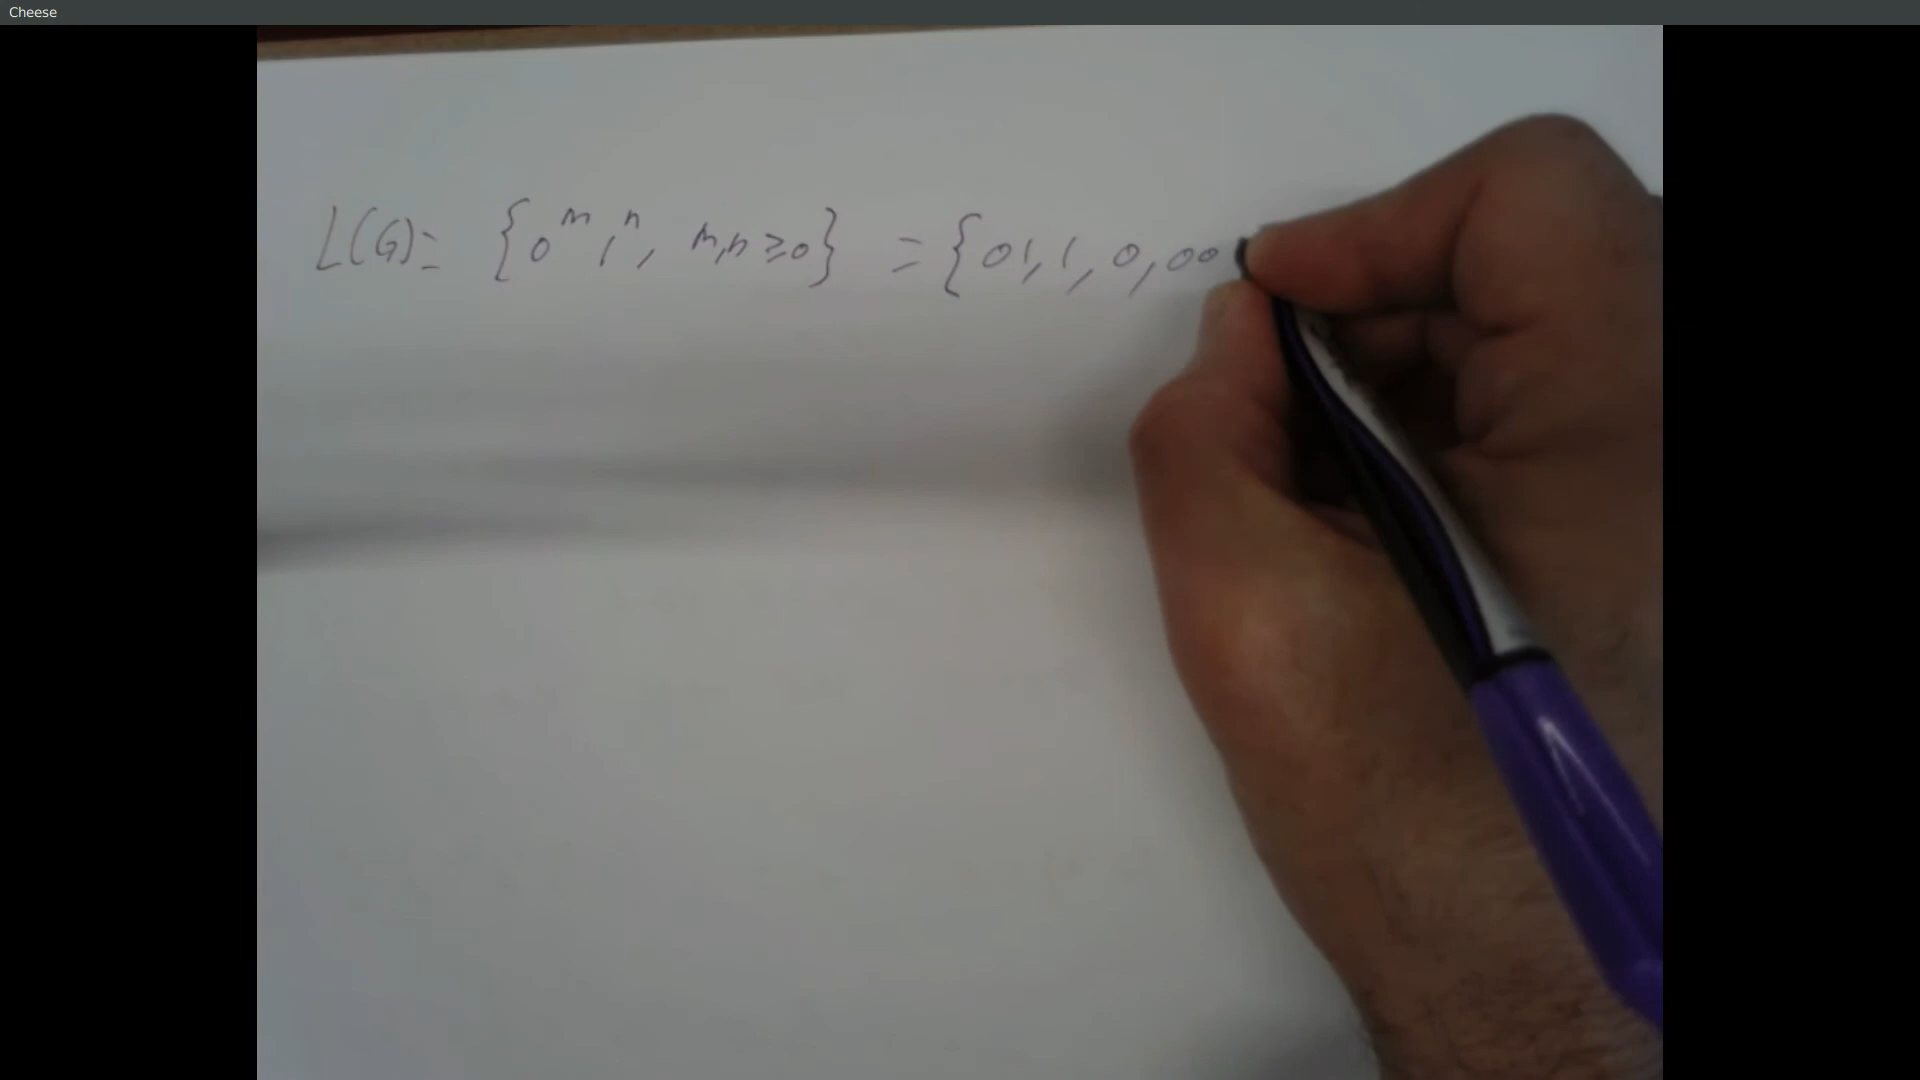 Cheese
L(G)= {0^m 1^n, m,n ≥ 0} = {01, 1, 0, 00